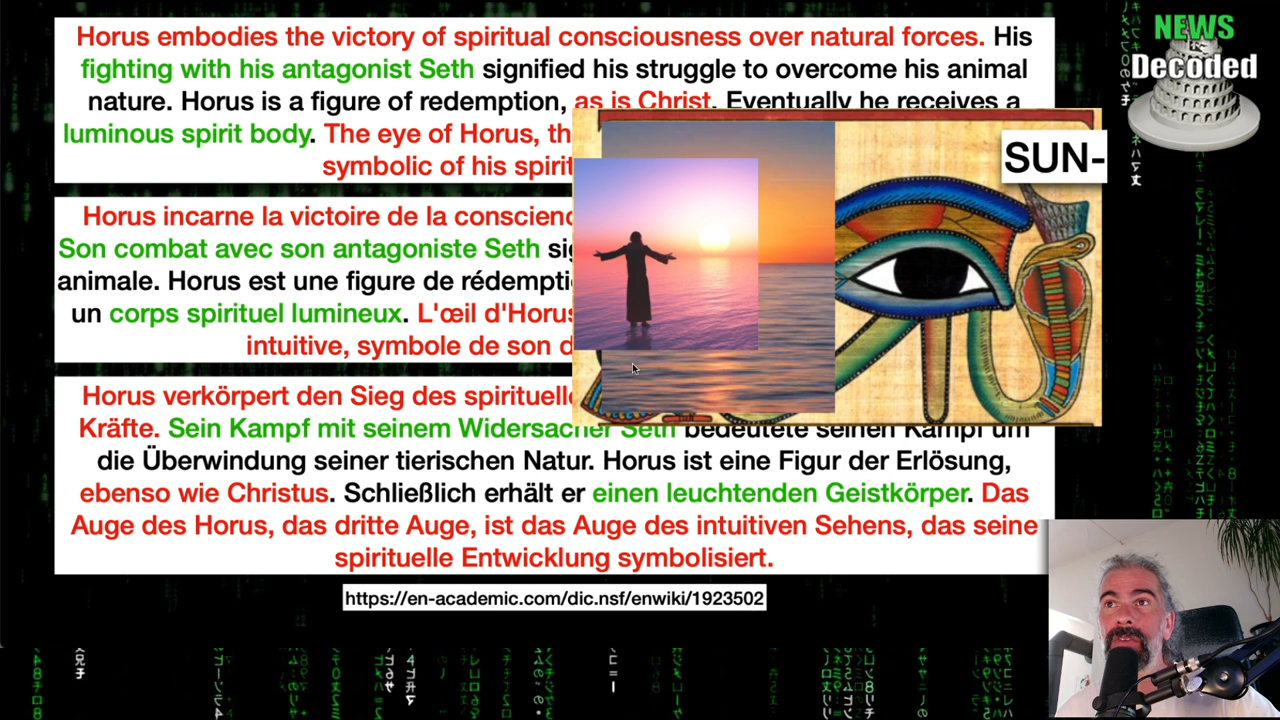 NEWS
Decoded
Horus embodies the victory of spiritual consciousness over natural forces. His
fighting with his antagonist Seth signified his struggle to overcome his animal
nature. Horus is a figure of redemption, as is Christ. Eventually he receives a
luminous spirit body. The eye of Horus,
symbolic of his
SUN-
Horus incarne la victoire de la
Son combat avec son antagoniste Seth
animale. Horus est une figure de
un corps spirituel lumineux. L'œil
intuitive, symbole de son
Horus verkörpert den Sieg des
Kräfte. Sein Kampf mit seinem Widersacher Seth bedeutete seinen Kampf um
die Überwindung seiner tierischen Natur. Horus ist eine Figur der Erlösung,
ebenso wie Christus. Schließlich erhält er einen leuchtenden Geistkörper. Das
Auge des Horus, das dritte Auge, ist das Auge des intuitiven Sehens, das seine
spirituelle Entwicklung symbolisiert.
https://en-academic.com/dic.nsf/enwiki/1923502